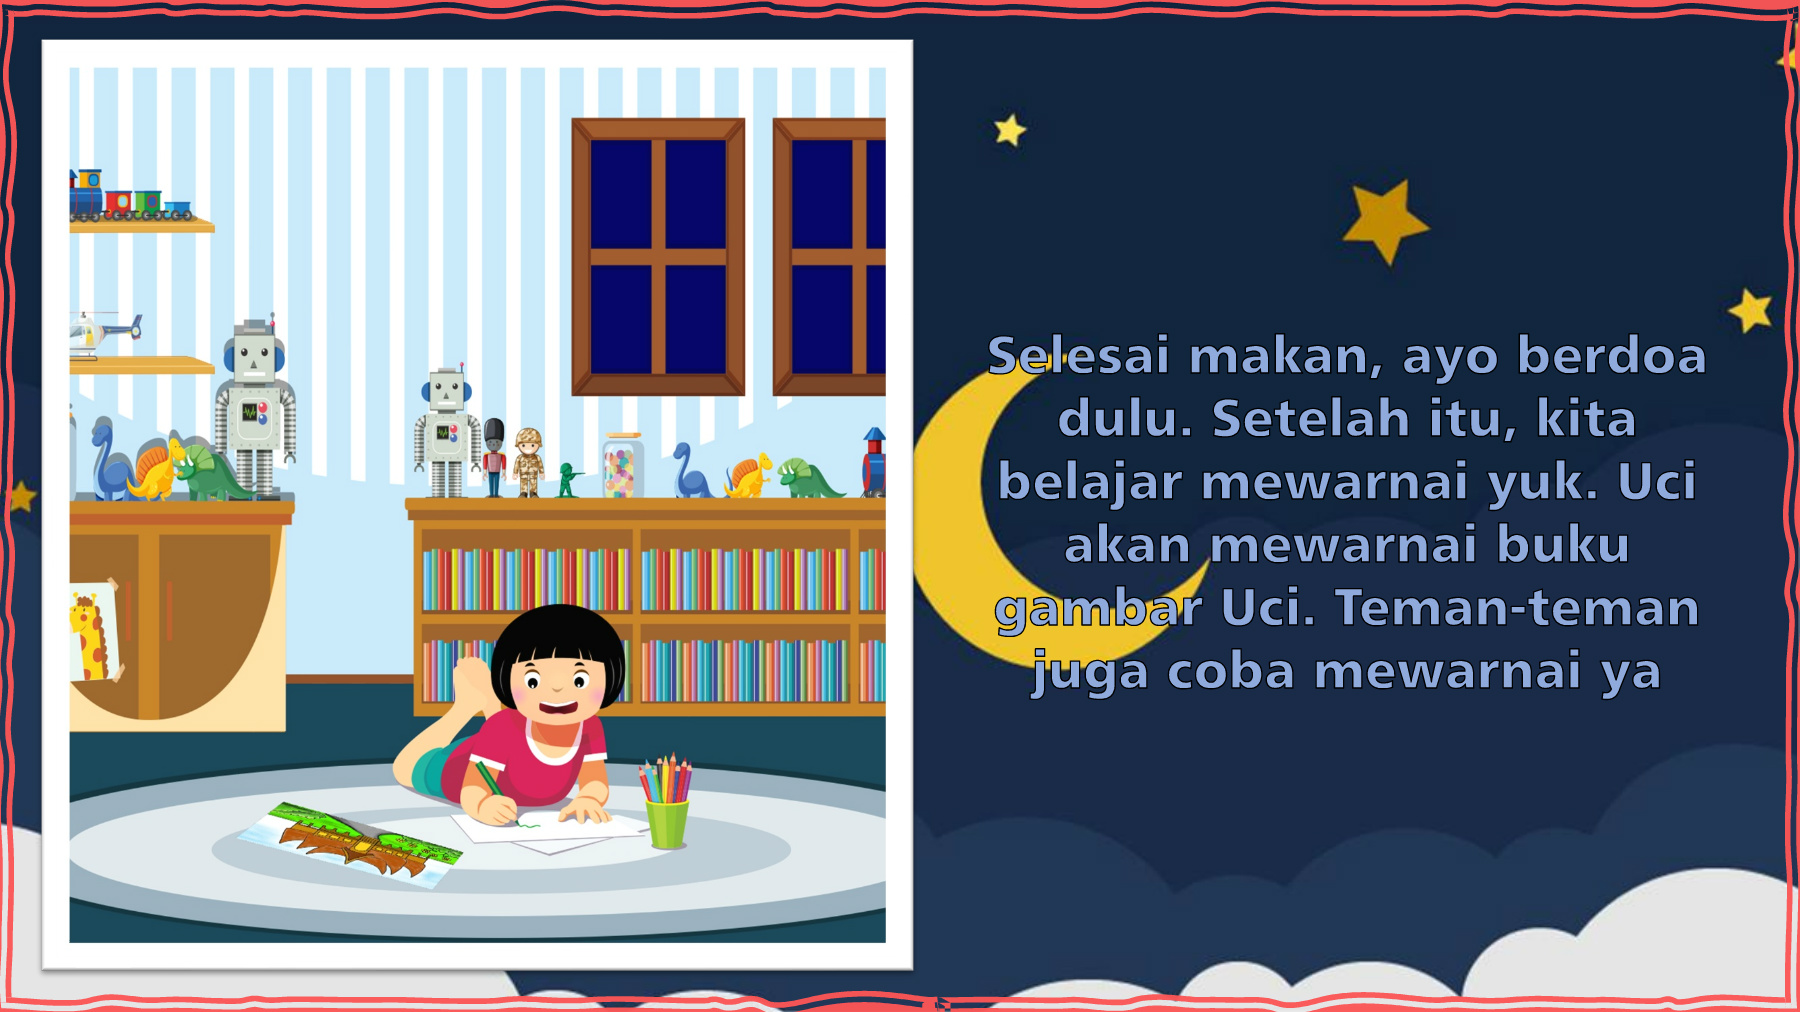 Selesai makan, ayo berdoa
dulu. Setelah itu, kita
belajar mewarnai yuk. Uci
akan mewarnai buku
gambar Uci. Teman-teman
juga coba mewarnai ya